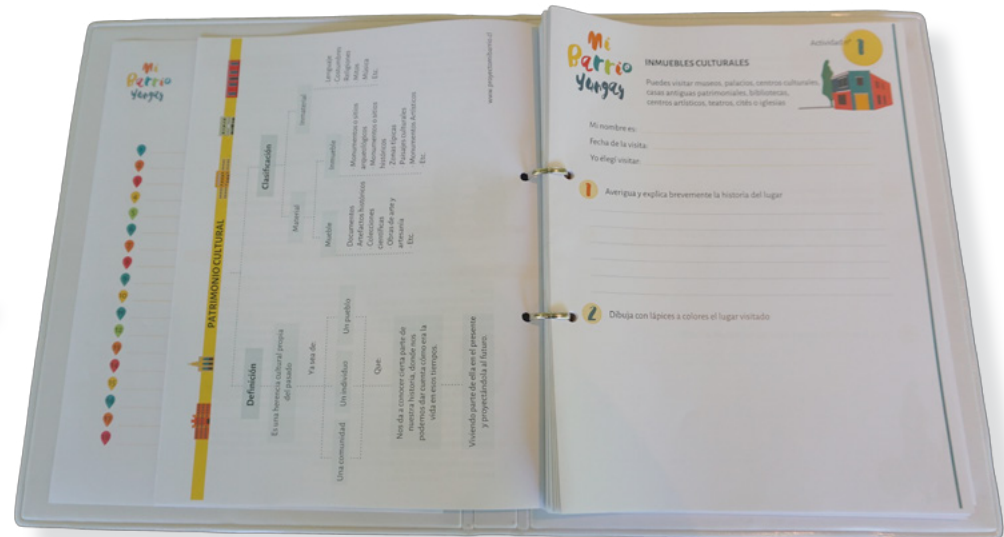 Mi
Barrio
Yungay
PATRIMONIO CULTURAL
Definición
Es una herencia cultural propia
del pasado
Ya sea de:
Una comunidad
Un individuo
Un pueblo
Que:
Nos da a conocer cierta parte de
nuestra historia, donde nos
podemos dar cuenta cómo era la
vida en esos tiempos.
Viviendo parte de ella en el presente
y proyectándola al futuro.
Clasificación
Material
Inmaterial
Mueble
Documentos
Artefactos históricos
Colecciones
científicas
Obras de arte y
artesanía
Etc.
Inmueble
Monumentos o sitios
arqueológicos
Monumentos o sitios
históricos
Zonas típicas
Paisajes culturales
Monumentos Artísticos
Etc.
Lenguaje
Costumbres
Religiones
Mitos
Música
Etc.
Mi
Barrio
Yungay
Actividad nº
1
INMUEBLES CULTURALES
Puedes visitar museos, palacios, centros culturales,
casas antiguas patrimoniales, bibliotecas,
centros artísticos, teatros, cités o iglesias
Mi nombre es:
Fecha de la visita:
Yo elegí visitar:
1 Averigua y explica brevemente la historia del lugar
2 Dibuja con lápices a colores el lugar visitado